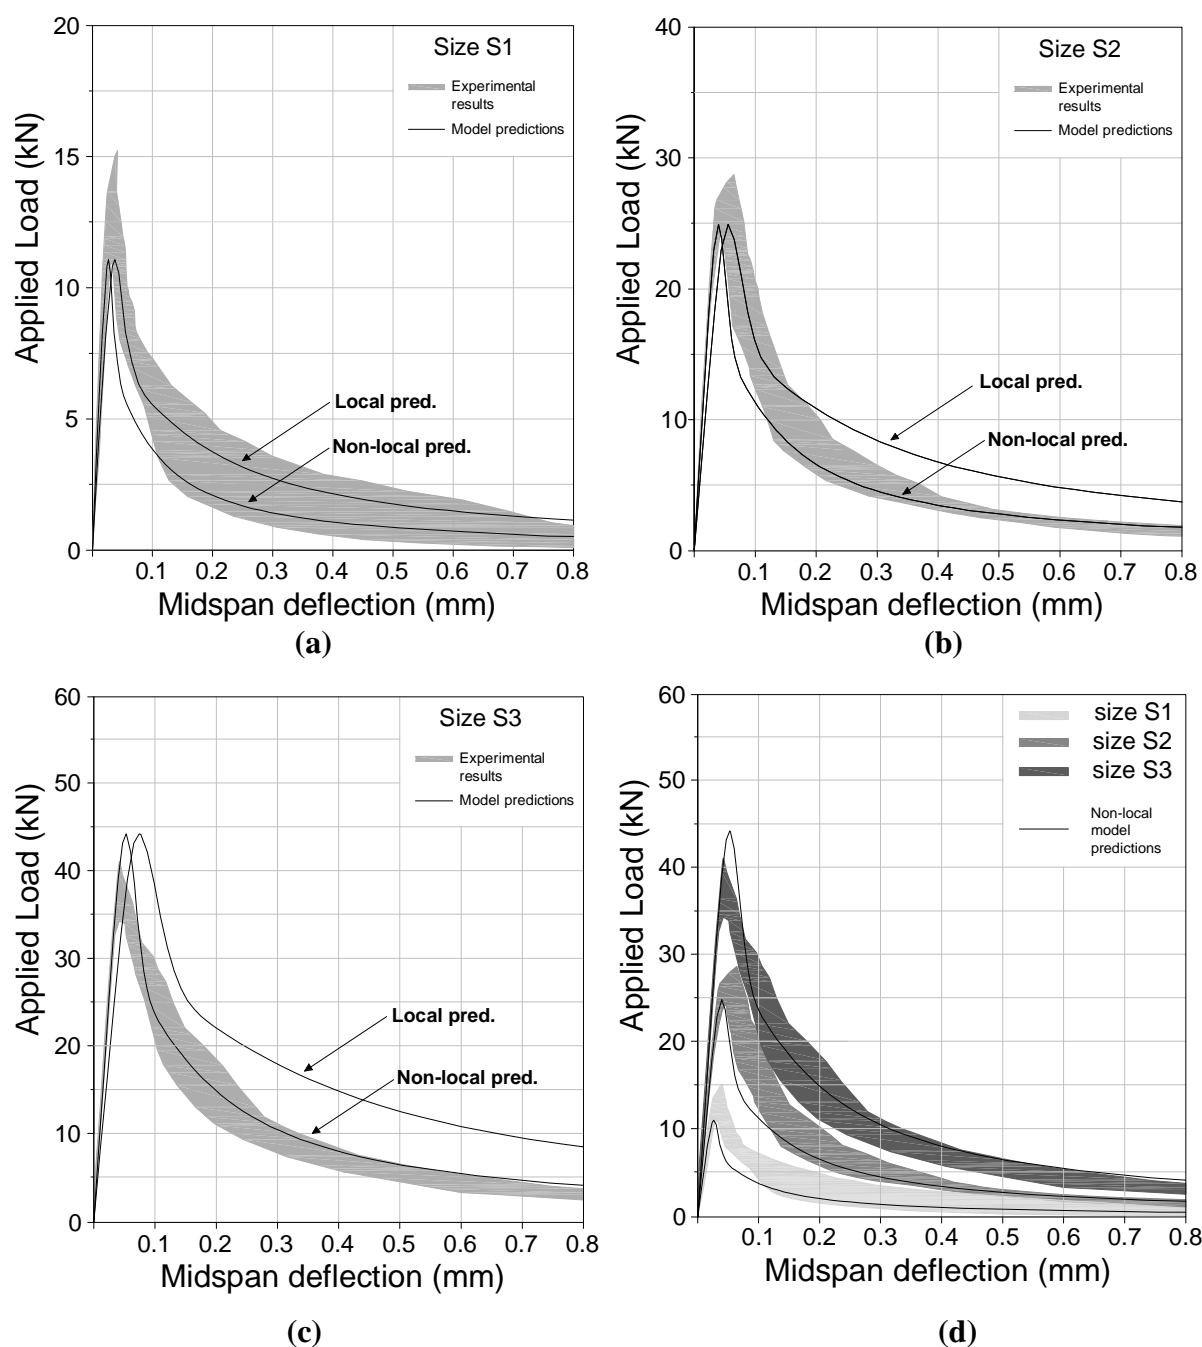 20
15
10
5
0
Applied Load (kN)
Size S1
Experimental
results
Model predictions
Local pred.
Non-local pred.
0.1 0.2 0.3 0.4 0.5 0.6 0.7 0.8
Midspan deflection (mm)
(a)
40
30
20
10
0
Applied Load (kN)
Size S2
Experimental
results
Model predictions
Local pred.
Non-local pred.
0.1 0.2 0.3 0.4 0.5 0.6 0.7 0.8
Midspan deflection (mm)
(b)
60
50
40
30
20
10
0
Applied Load (kN)
Size S3
Experimental
results
Model predictions
Local pred.
Non-local pred.
0.1 0.2 0.3 0.4 0.5 0.6 0.7 0.8
Midspan deflection (mm)
(c)
60
50
40
30
20
10
0
Applied Load (kN)
size S1
size S2
size S3
Non-local
model
predictions
0.1 0.2 0.3 0.4 0.5 0.6 0.7 0.8
Midspan deflection (mm)
(d)